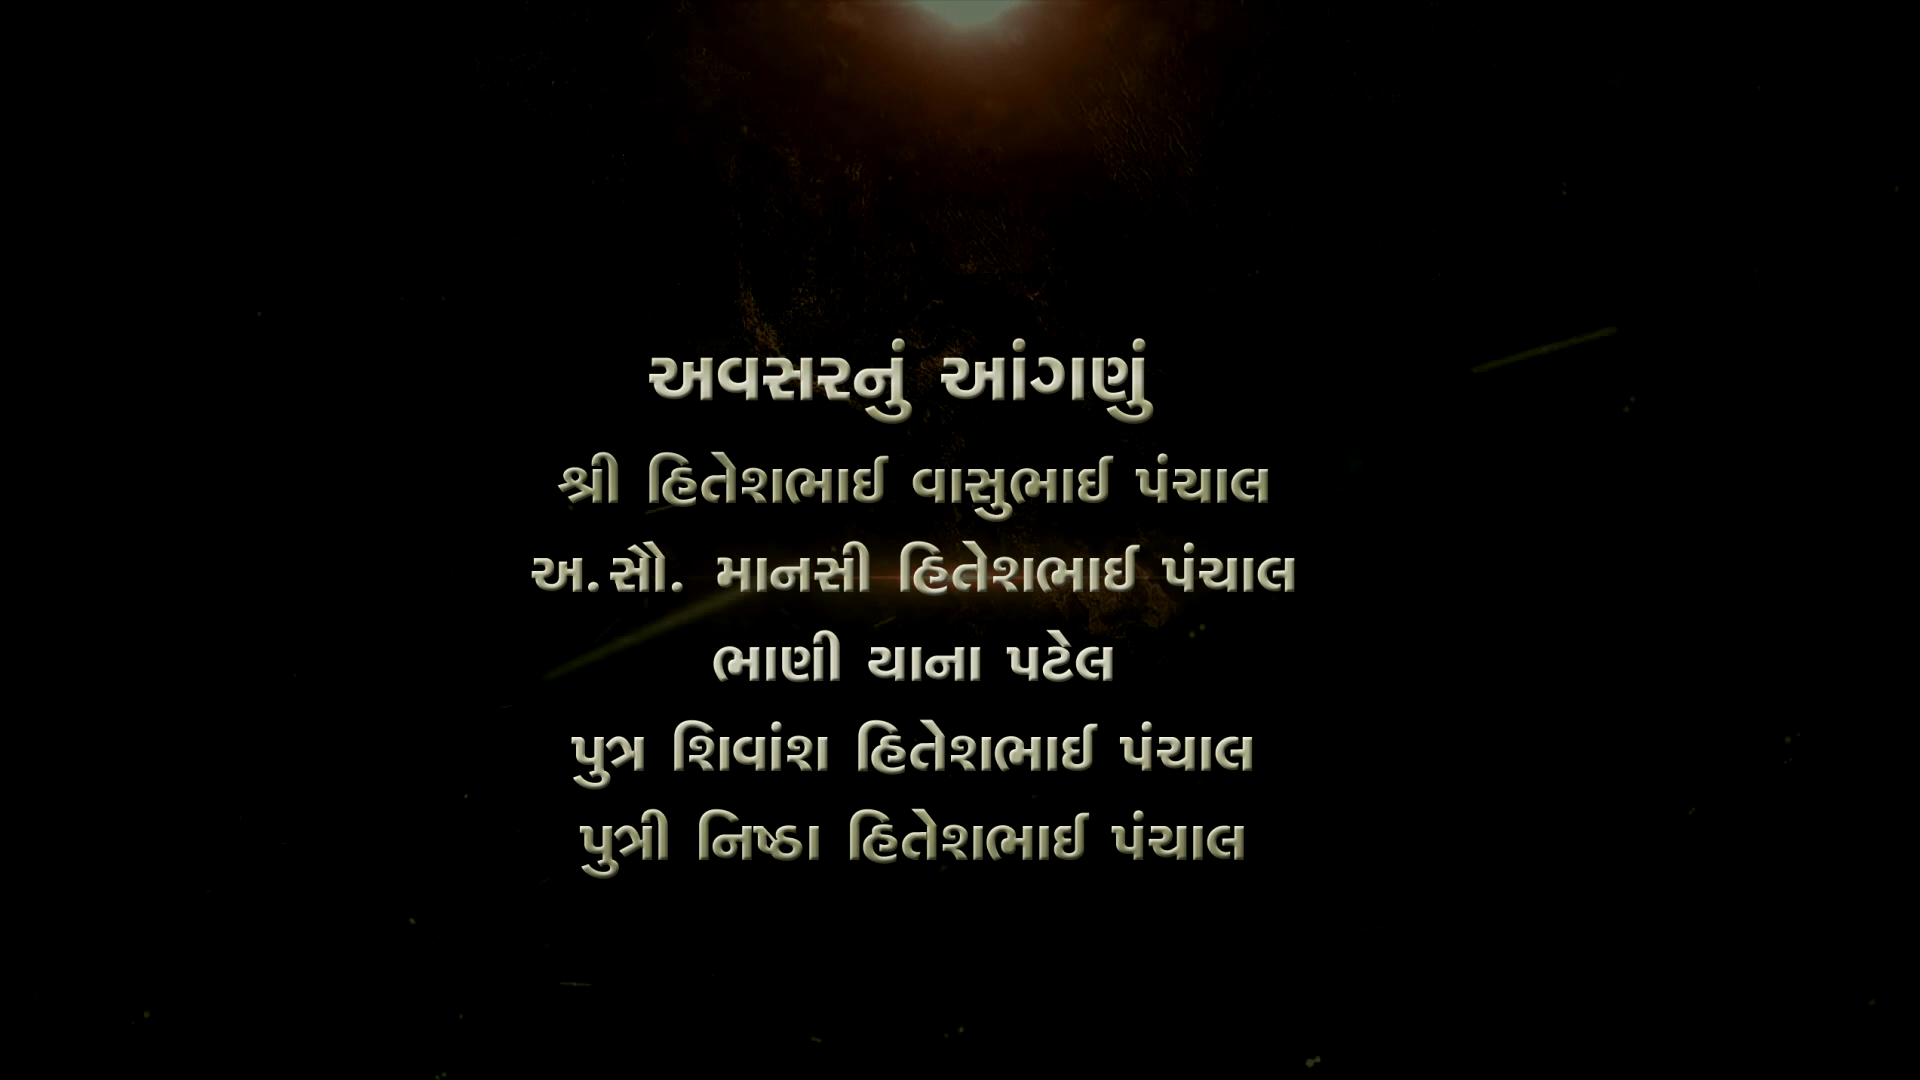 અવસરનું આંગણું
શ્રી હિતેશભાઈ વાસુભાઈ પંચાલ
અ.સૌ. માનસી હિતેશભાઈ પંચાલ
ભાણી યાના પટેલ
પુત્ર શિવાંશ હિતેશભાઈ પંચાલ
પુત્રી નિષ્ઠા હિતેશભાઈ પંચાલ